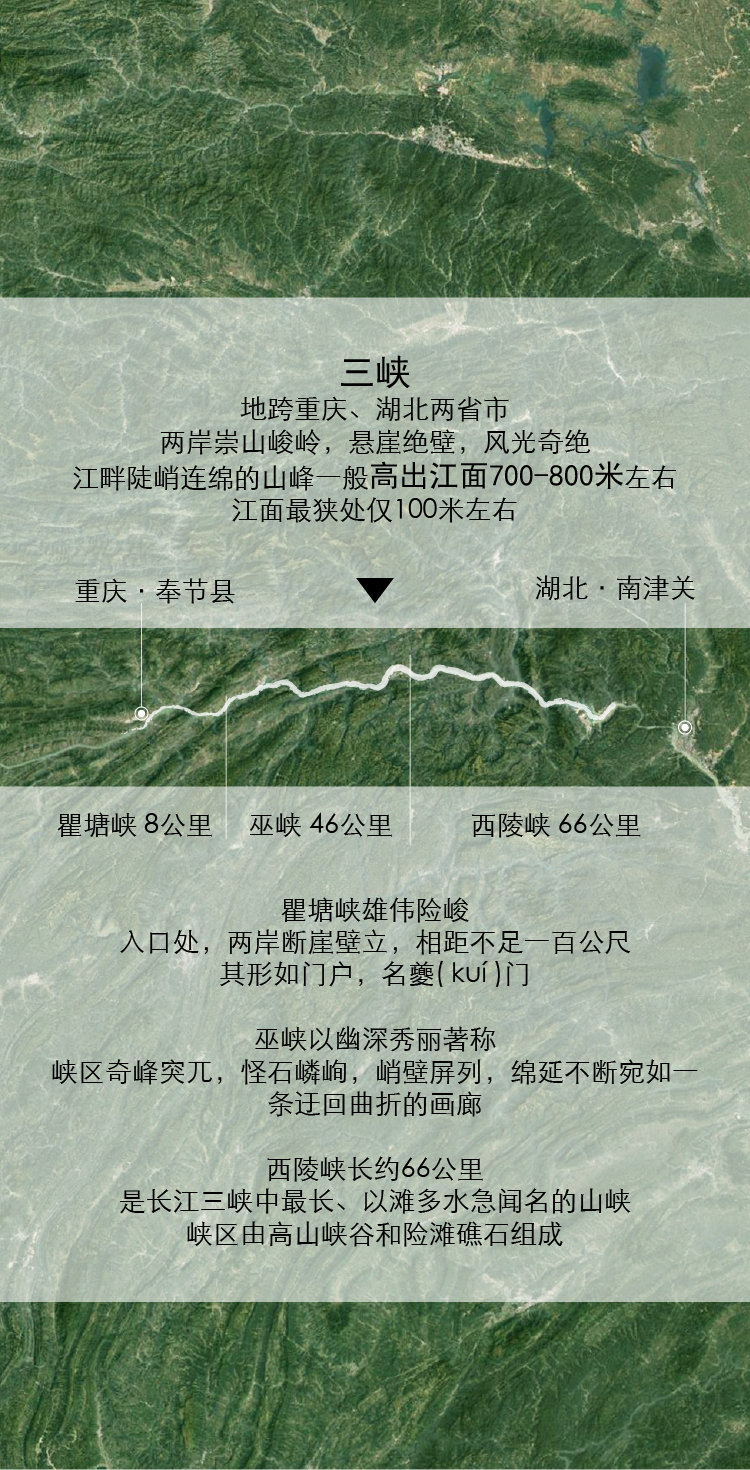 三峡
地跨重庆、湖北两省市
两岸崇山峻岭，悬崖绝壁，风光奇绝
江畔陡峭连绵的山峰一般高出江面700-800米左右
江面最狭处仅100米左右
重庆·奉节县
湖北·南津关
瞿塘峡 8公里
巫峡 46公里
西陵峡 66公里
瞿塘峡雄伟险峻
入口处，两岸断崖壁立，相距不足一百公尺
其形如门户，名夔( kuí )门
巫峡以幽深秀丽著称
峡区奇峰突兀，怪石嶙峋，峭壁屏列，绵延不断宛如一
条迂回曲折的画廊
西陵峡长约66公里
是长江三峡中最长、以滩多水急闻名的山峡
峡区由高山峡谷和险滩礁石组成